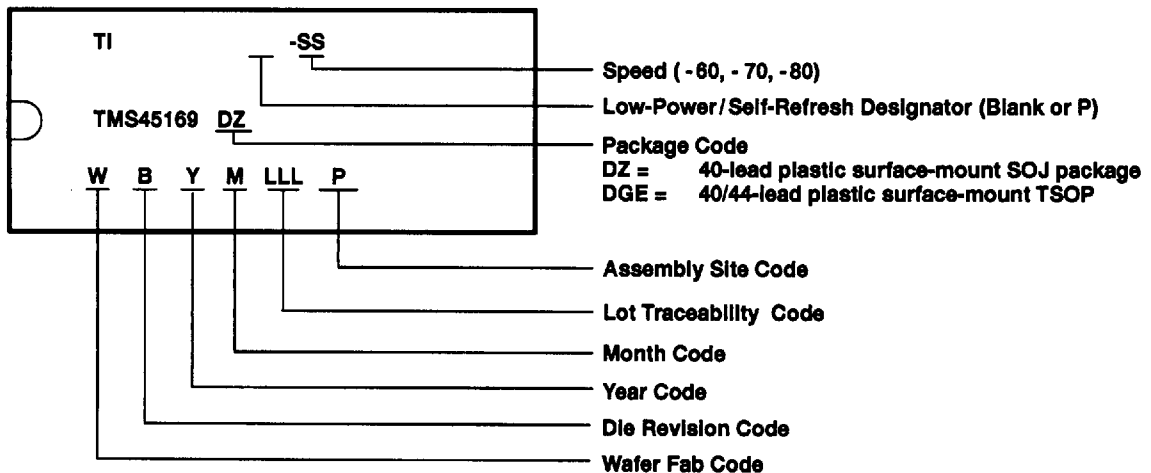 TI -SS
Speed ( -60, - 70, -80)
Low-Power/Self-Refresh Designator (Blank or P)
TMS45169 DZ
Package Code
DZ = 40-lead plastic surface-mount SOJ package
DGE = 40/44-lead plastic surface-mount TSOP
W B Y M LLL P
Assembly Site Code
Lot Traceability Code
Month Code
Year Code
Die Revision Code
Wafer Fab Code